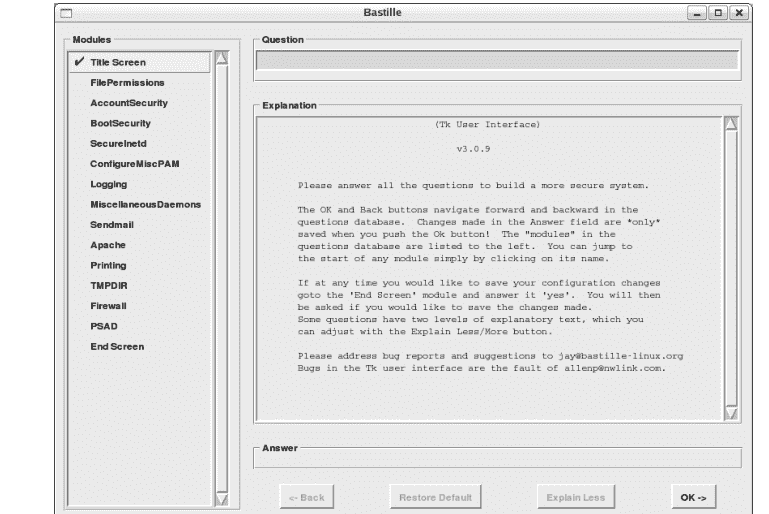 Bastille
Modules
Title Screen
FilePermissions
AccountSecurity
BootSecurity
SecureInetd
ConfigureMiscPAM
Logging
MiscellaneousDaemons
Sendmail
Apache
Printing
TMPDIR
Firewall
PSAD
End Screen
Question
Explanation
(Tk User Interface)
v3.0.9
Please answer all the questions to build a more secure system.
The OK and Back buttons navigate forward and backward in the
questions database.  Changes made in the Answer field are *only*
saved when you push the Ok button!  The "modules" in the
questions database are listed to the left.  You can jump to
the start of any module simply by clicking on its name.
If at any time you would like to save your configuration changes
goto the 'End Screen' module and answer it 'yes'.  You will then
be asked if you would like to save the changes made.
Some questions have two levels of explanatory text, which you
can adjust with the Explain Less/More button.
Please address bug reports and suggestions to jay@bastille-linux.org
Bugs in the Tk user interface are the fault of allenp@nwlink.com.
Answer
<- Back
Restore Default
Explain Less
OK ->